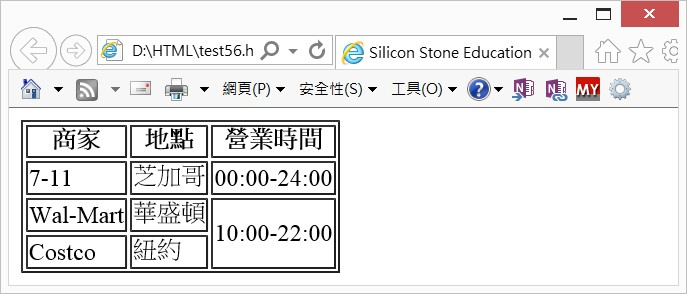 D:\HTML\test56.h
Silicon Stone Education
網頁(P) 安全性(S) 工具(O) ? N N MY
商家 地點 營業時間
7-11 芝加哥 00:00-24:00
Wal-Mart 華盛頓 10:00-22:00
Costco 紐約